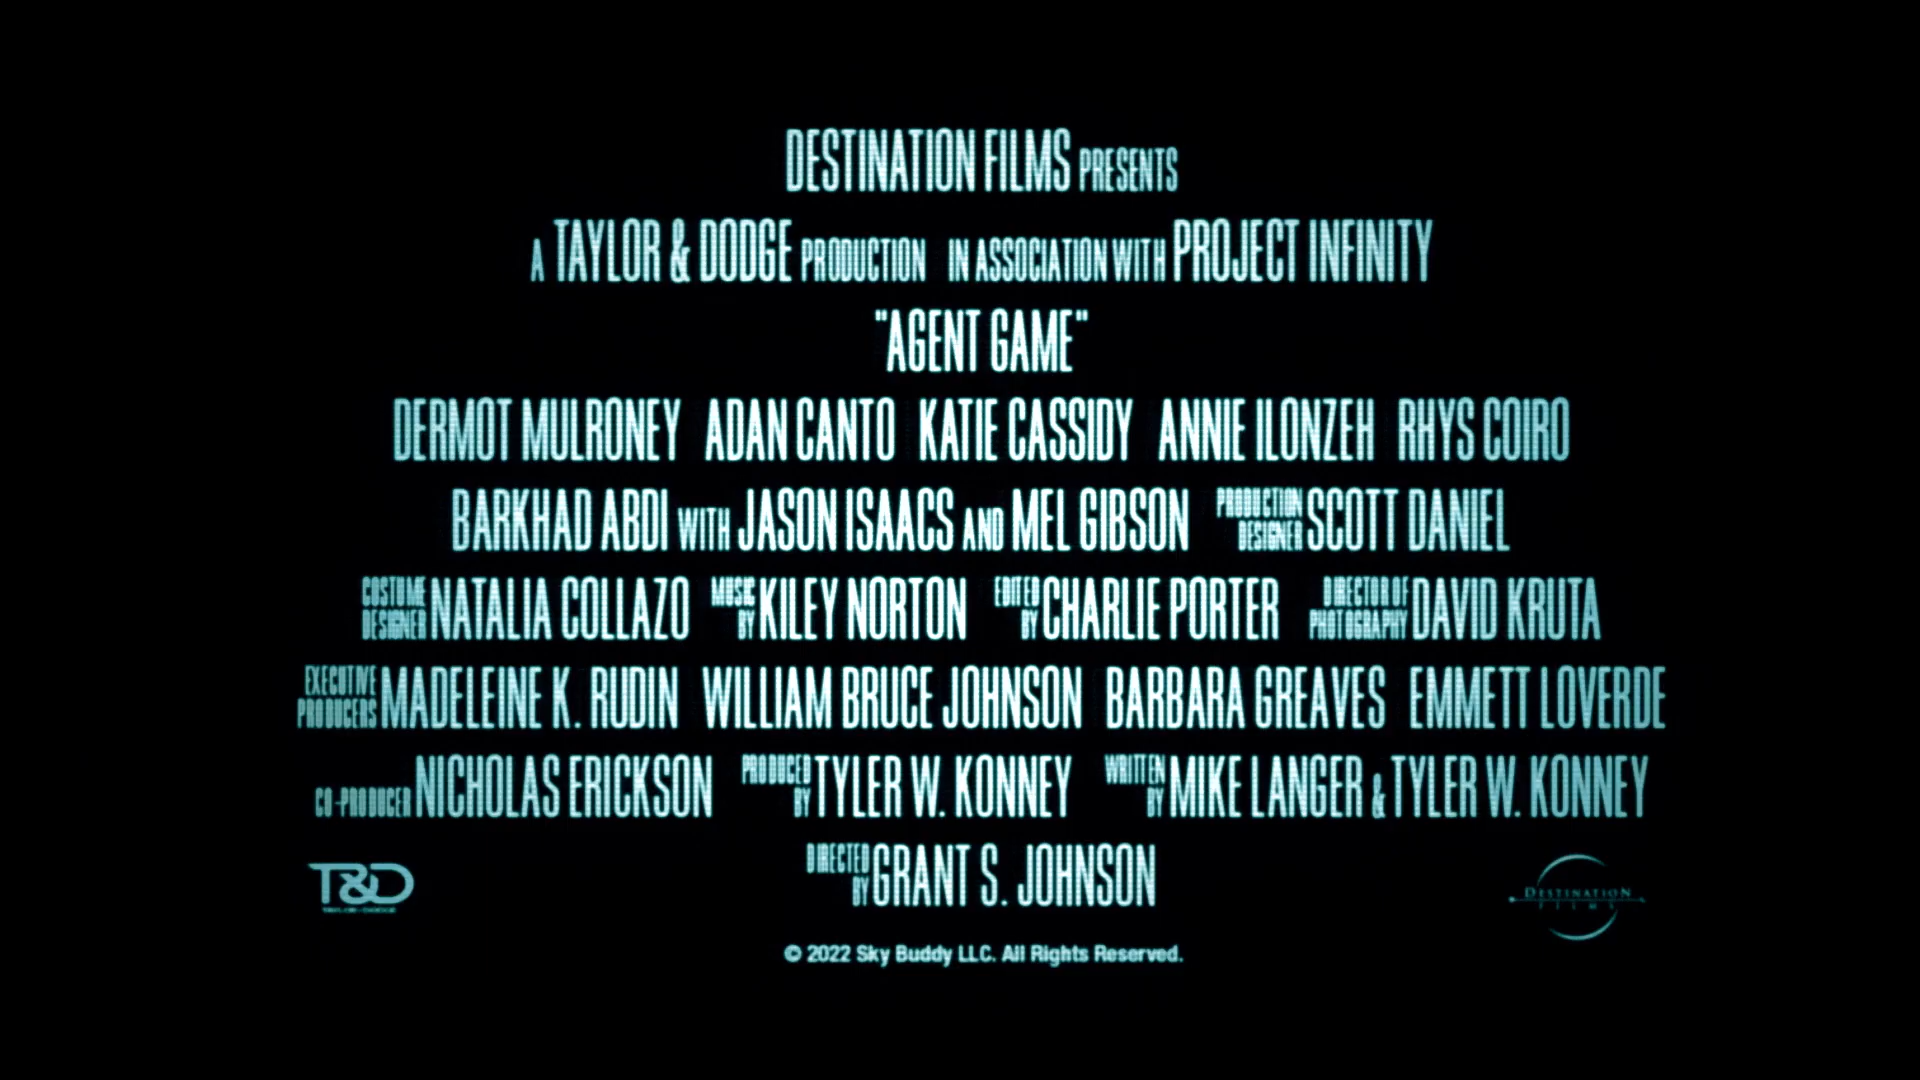 DESTINATION FILMS PRESENTS
A TAYLOR & DODGE PRODUCTION IN ASSOCIATION WITH PROJECT INFINITY
"AGENT GAME"
DERMOT MULRONEY ADAN CANTO KATIE CASSIDY ANNIE ILONZEH RHYS COIRO
BARKHAD ABDI WITH JASON ISAACS AND MEL GIBSON PRODUCTION DESIGNER SCOTT DANIEL
COSTUME DESIGNER NATALIA COLLAZO MUSIC BY KILEY NORTON EDITED BY CHARLIE PORTER DIRECTOR OF PHOTOGRAPHY DAVID KRUTA
EXECUTIVE PRODUCERS MADELEINE K. RUDIN WILLIAM BRUCE JOHNSON BARBARA GREAVES EMMETT LOVERDE
CO-PRODUCER NICHOLAS ERICKSON PRODUCED BY TYLER W. KONNEY WRITTEN BY MIKE LANGER & TYLER W. KONNEY
DIRECTED BY GRANT S. JOHNSON
T&D
TAYLOR + DODGE
DESTINATION
FILMS
© 2022 Sky Buddy LLC. All Rights Reserved.